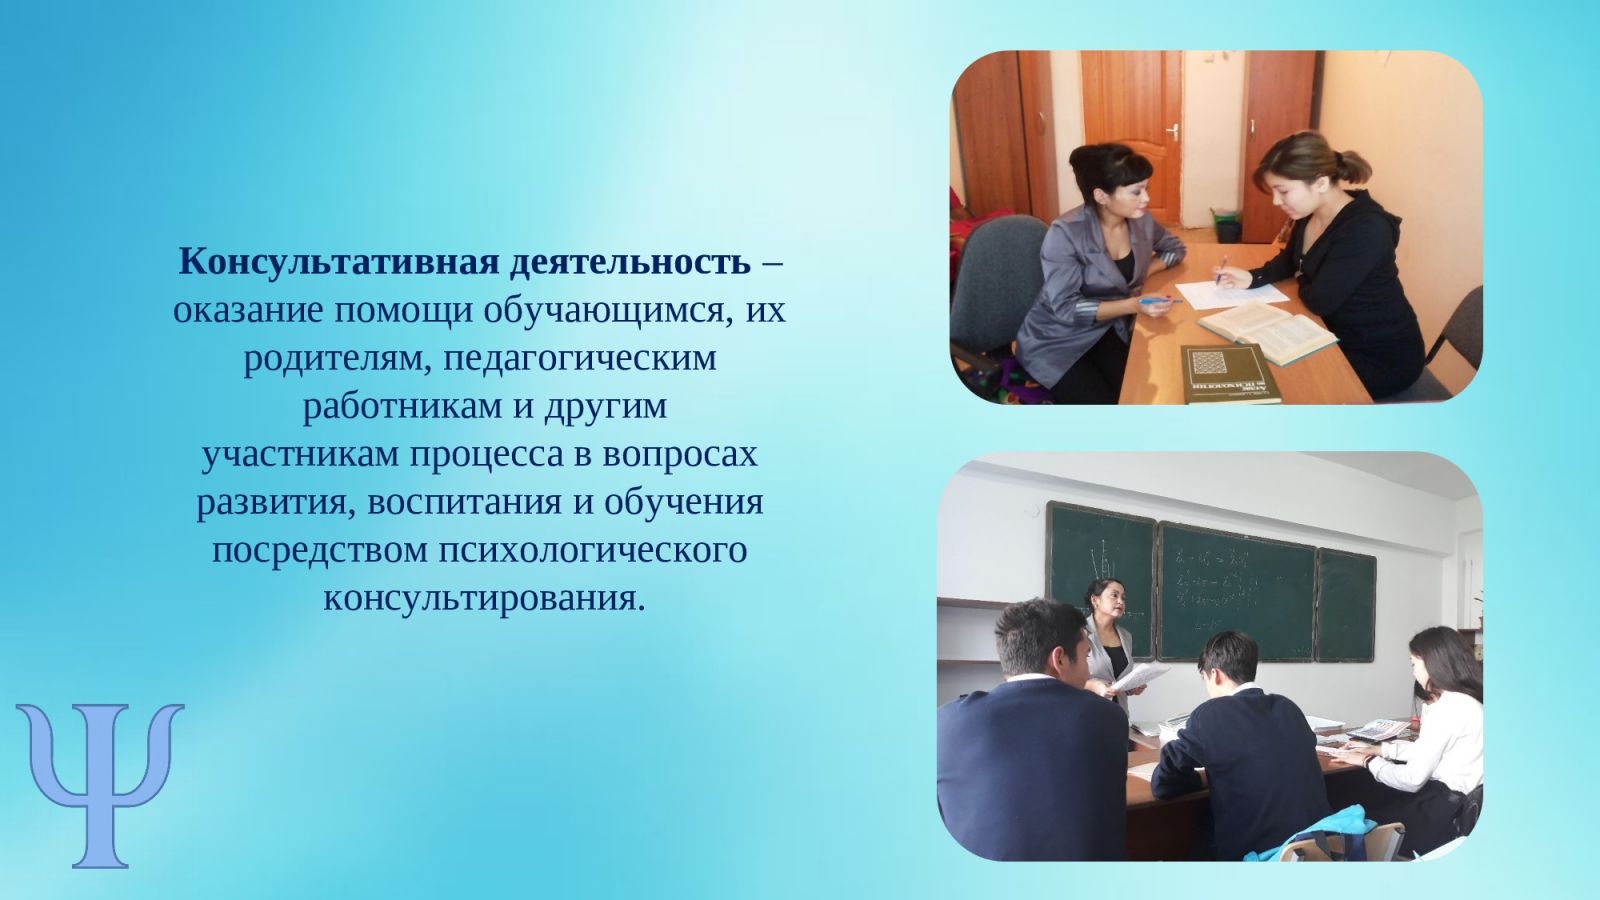 Консультативная деятельность –
оказание помощи обучающимся, их
родителям, педагогическим
работникам и другим
участникам процесса в вопросах
развития, воспитания и обучения
посредством психологического
консультирования.
Ψ